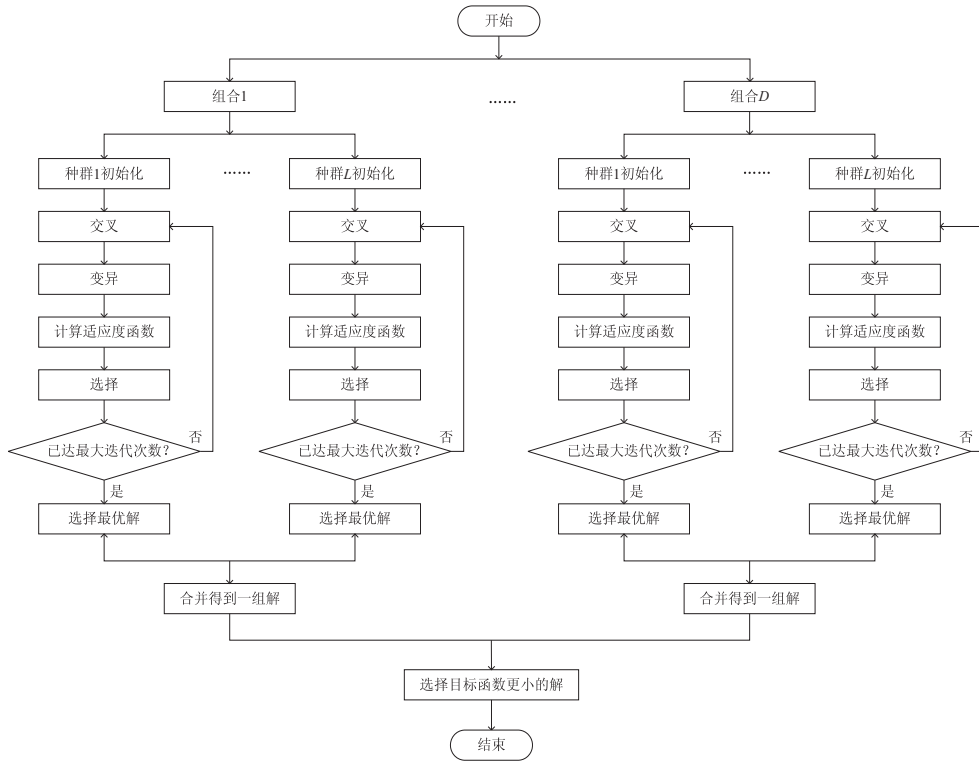 开始
组合1
……
组合D
种群1初始化
……
种群L初始化
种群1初始化
……
种群L初始化
交叉
交叉
交叉
交叉
变异
变异
变异
变异
计算适应度函数
计算适应度函数
计算适应度函数
计算适应度函数
选择
选择
选择
选择
已达最大迭代次数？
否
已达最大迭代次数？
否
已达最大迭代次数？
否
已达最大迭代次数？
否
是
是
是
是
选择最优解
选择最优解
选择最优解
选择最优解
合并得到一组解
合并得到一组解
选择目标函数更小的解
结束